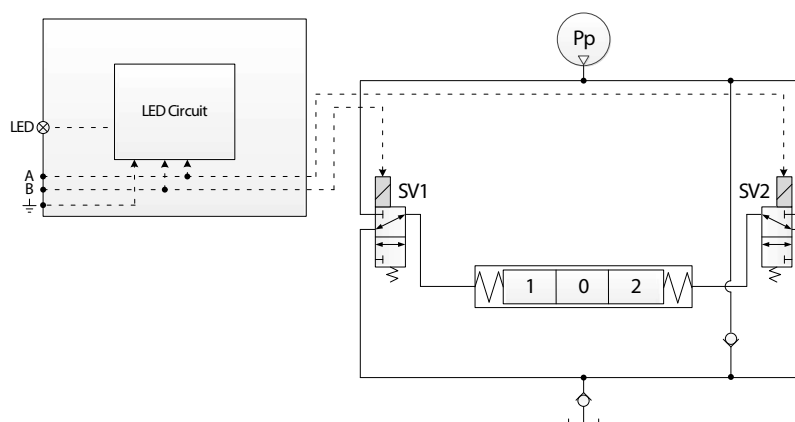 Pp
LED Circuit
LED
A
B
SV1
SV2
1 0 2